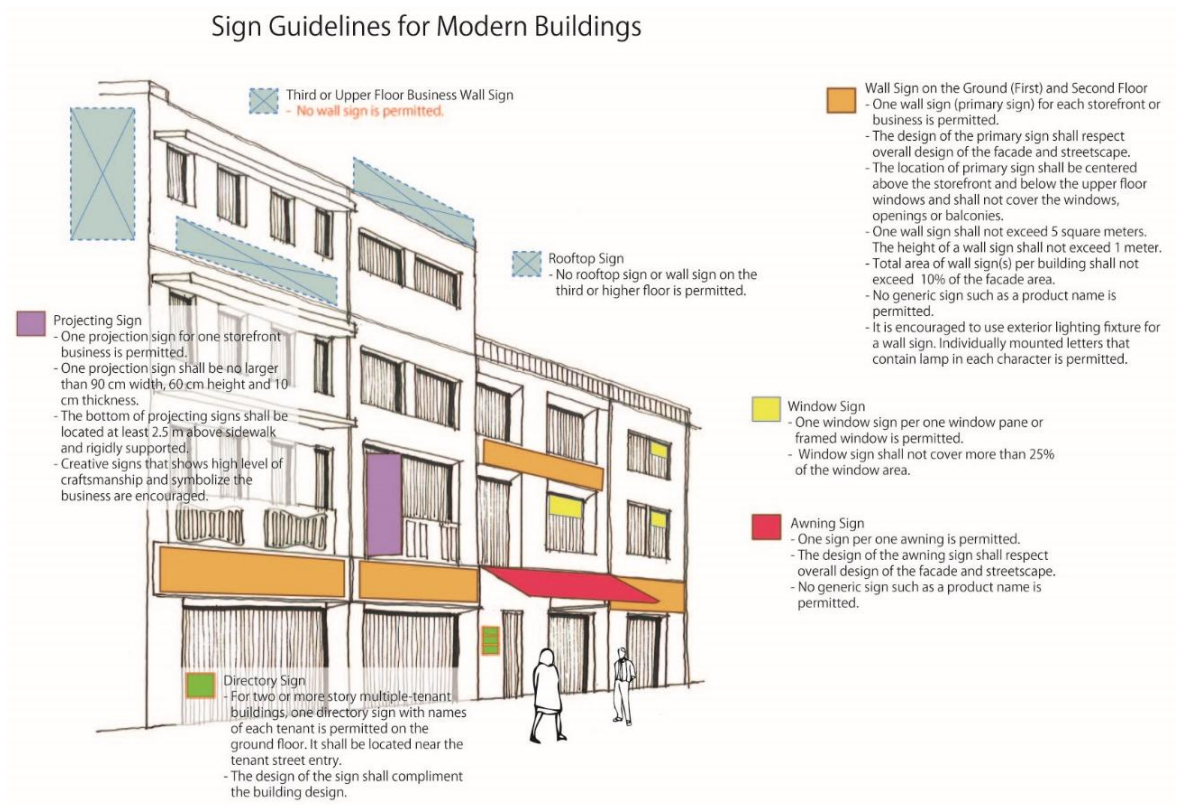 Sign Guidelines for Modern Buildings
Third or Upper Floor Business Wall Sign
- No wall sign is permitted.
Wall Sign on the Ground (First) and Second Floor
- One wall sign (primary sign) for each storefront or
business is permitted.
- The design of the primary sign shall respect
overall design of the facade and streetscape.
- The location of primary sign shall be centered
above the storefront and below the upper floor
windows and shall not cover the windows,
openings or balconies.
- One wall sign shall not exceed 5 square meters.
The height of a wall sign shall not exceed 1 meter.
- Total area of wall sign(s) per building shall not
exceed 10% of the facade area.
- No generic sign such as a product name is
permitted.
- It is encouraged to use exterior lighting fixture for
a wall sign. Individually mounted letters that
contain lamp in each character is permitted.
Rooftop Sign
- No rooftop sign or wall sign on the
third or higher floor is permitted.
Projecting Sign
- One projection sign for one storefront
business is permitted.
- One projection sign shall be no larger
than 90 cm width, 60 cm height and 10
cm thickness.
- The bottom of projecting signs shall be
located at least 2.5 m above sidewalk
and rigidly supported.
- Creative signs that shows high level of
craftsmanship and symbolize the
business are encouraged.
Window Sign
- One window sign per one window pane or
framed window is permitted.
- Window sign shall not cover more than 25%
of the window area.
Awning Sign
- One sign per one awning is permitted.
- The design of the awning sign shall respect
overall design of the facade and streetscape.
- No generic sign such as a product name is
permitted.
Directory Sign
- For two or more story multiple-tenant
buildings, one directory sign with names
of each tenant is permitted on the
ground floor. It shall be located near the
tenant street entry.
- The design of the sign shall compliment
the building design.